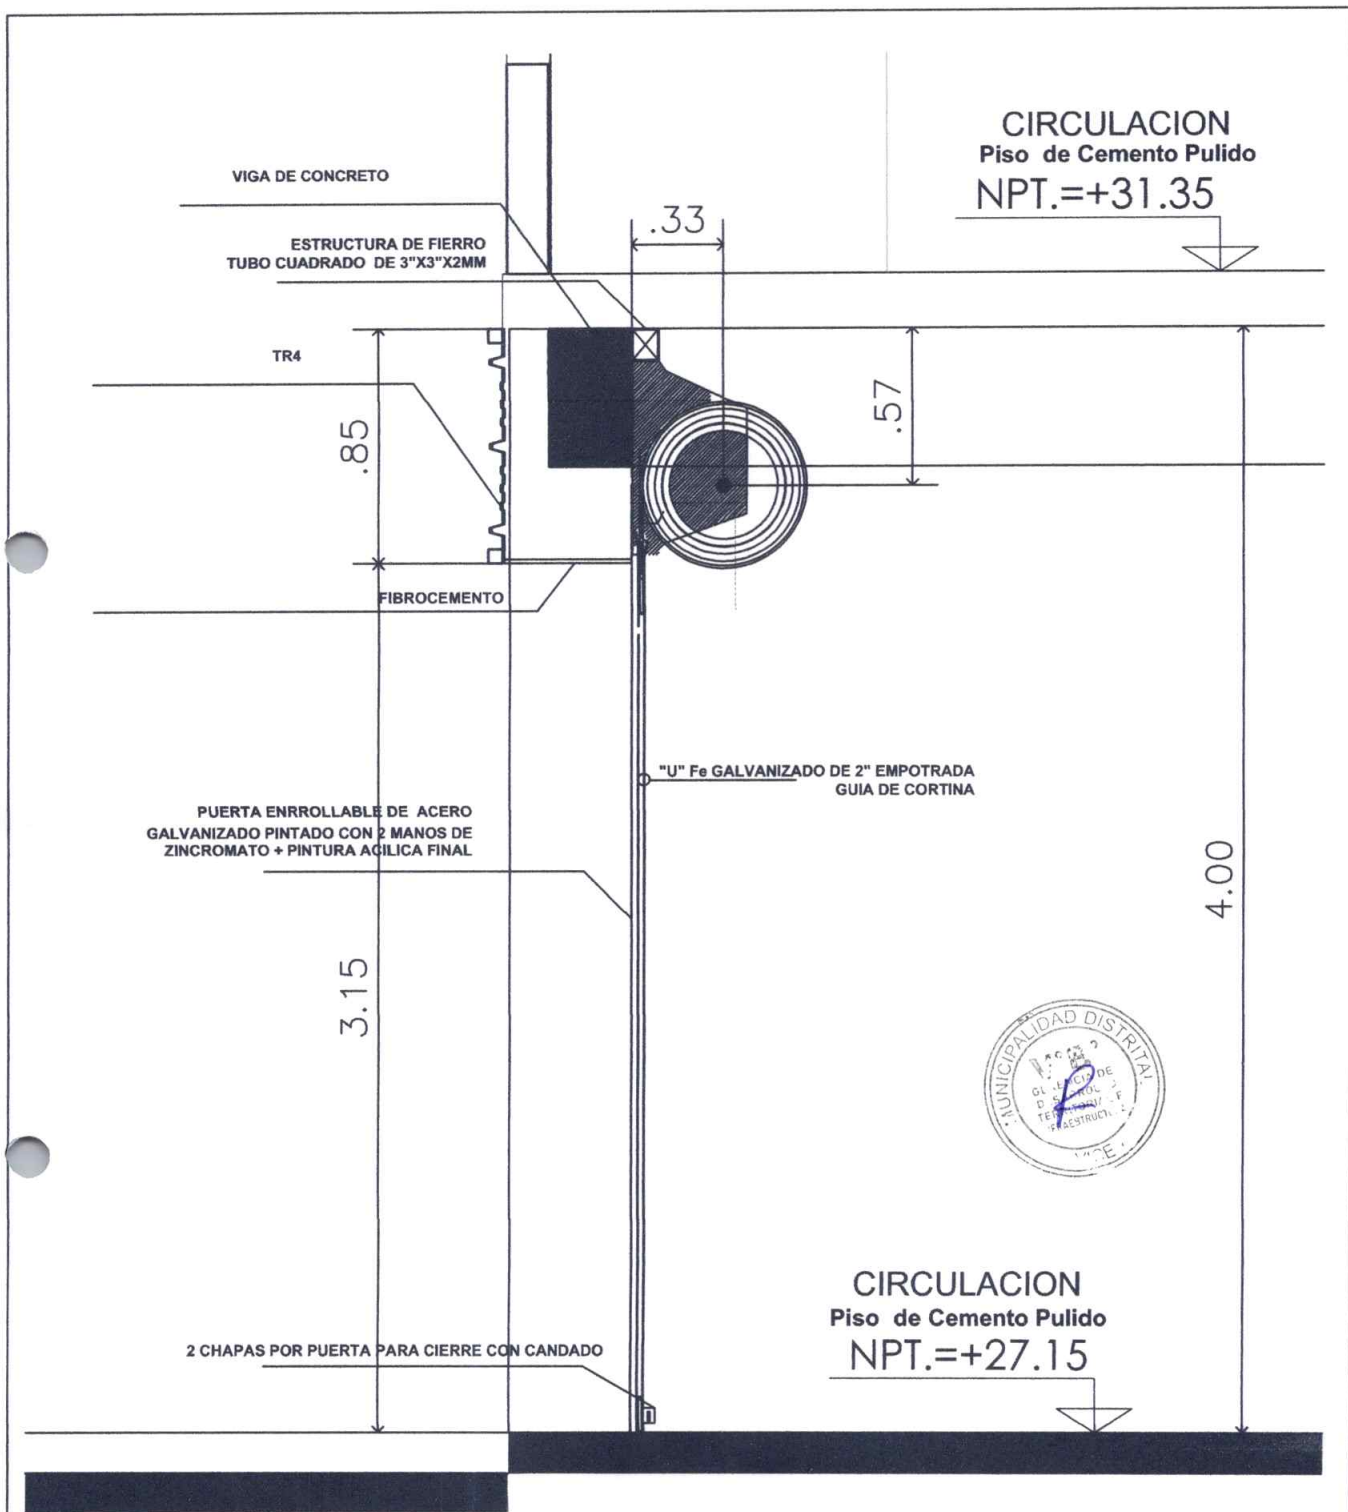 CIRCULACION
Piso de Cemento Pulido
NPT.=+31.35
VIGA DE CONCRETO
.33
ESTRUCTURA DE FIERRO
TUBO CUADRADO DE 3"X3"X2MM
TR4
.85
.57
FIBROCEMENTO
"U" Fe GALVANIZADO DE 2" EMPOTRADA
GUIA DE CORTINA
PUERTA ENRROLLABLE DE ACERO
GALVANIZADO PINTADO CON 2 MANOS DE
ZINCROMATO + PINTURA ACILICA FINAL
4.00
3.15
MUNICIPALIDAD DISTRITAL
DE
VICE
CIRCULACION
Piso de Cemento Pulido
NPT.=+27.15
2 CHAPAS POR PUERTA PARA CIERRE CON CANDADO